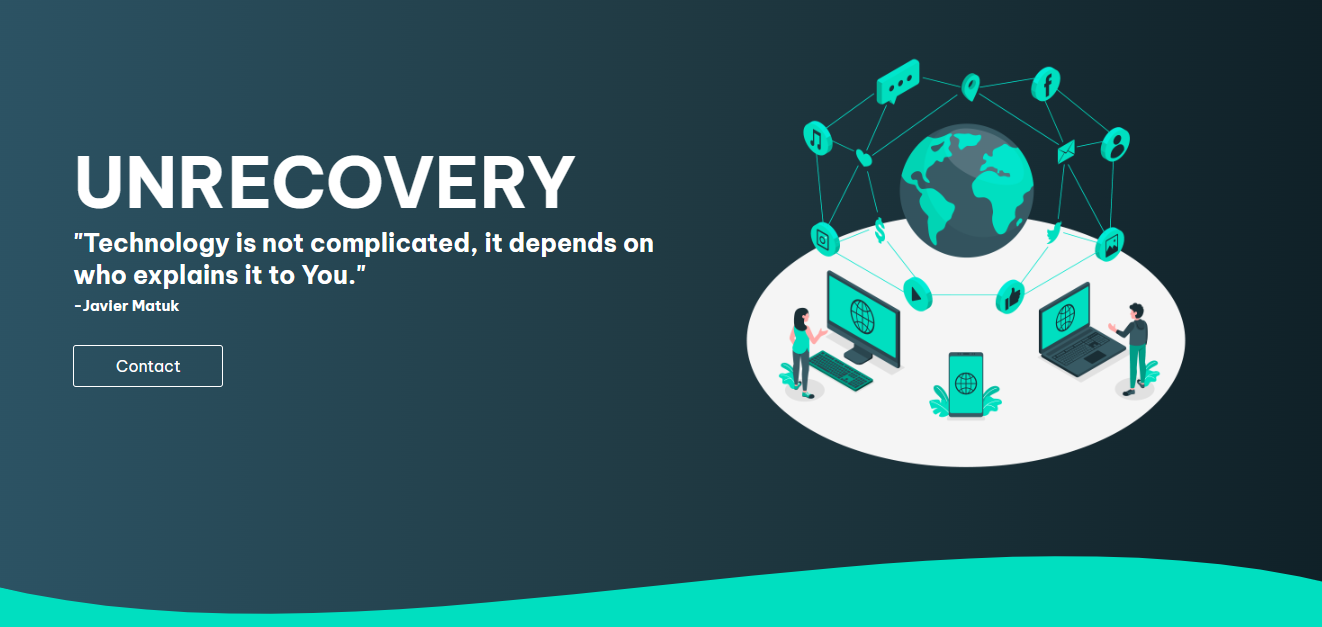 UNRECOVERY
"Technology is not complicated, it depends on
who explains it to You."
-Javier Matuk
Contact